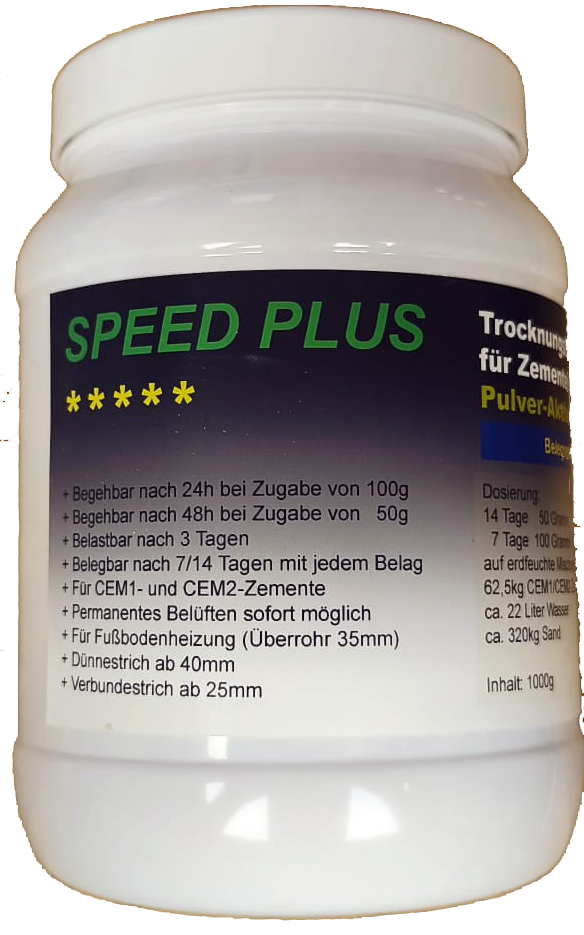 SPEED PLUS
*****
+ Begehbar nach 24h bei Zugabe von 100g
+ Begehbar nach 48h bei Zugabe von 50g
+ Belastbar nach 3 Tagen
+ Belegbar nach 7/14 Tagen mit jedem Belag
+ Für CEM1- und CEM2-Zemente
+ Permanentes Belüften sofort möglich
+ Für Fußbodenheizung (Überrohr 35mm)
+ Dünnestrich ab 40mm
+ Verbundestrich ab 25mm
für
Dosierung:
14 Tage 50 Gramm
7 Tage 100 Gramm
auf erdfeuchte
62,5kg
ca. 22 Liter Wasser
ca. 320kg Sand
Inhalt: 1000g